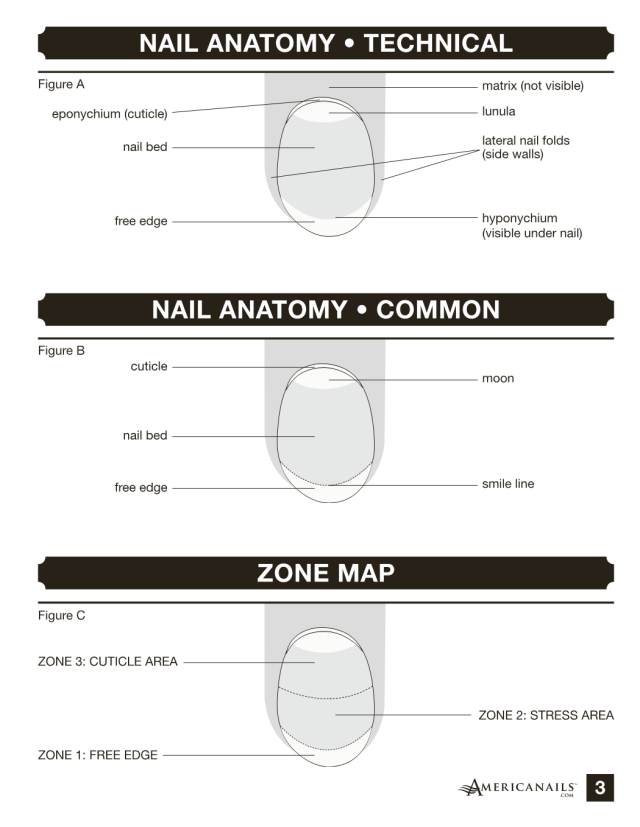 NAIL ANATOMY • TECHNICAL
Figure A
matrix (not visible)
eponychium (cuticle)
lunula
nail bed
lateral nail folds
(side walls)
free edge
hyponychium
(visible under nail)
NAIL ANATOMY • COMMON
Figure B
cuticle
moon
nail bed
free edge
smile line
ZONE MAP
Figure C
ZONE 3: CUTICLE AREA
ZONE 2: STRESS AREA
ZONE 1: FREE EDGE
AMERICANAILS
.COM
3